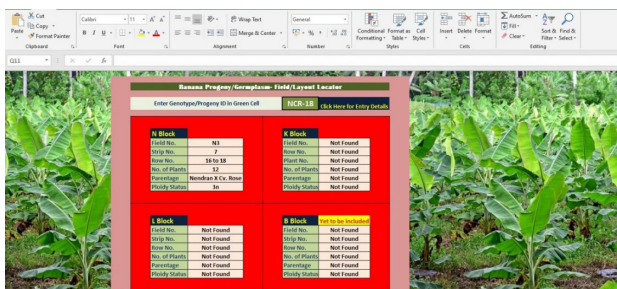 Cut
Calibri 11 A A Wrap Text General AutoSum
Copy Fill
Paste Format Painter B I U A Merge & Center % Conditional Format as Cell Insert Delete Format Clear Sort & Find &
Formatting Table Styles Filter Select
Clipboard Font Alignment Number Styles Cells Editing
Q11 fx
Banana Progeny/Germplasm- Field/Layout Locator
Enter Genotype/Progeny ID in Green Cell NCR-18 Click Here for Entry Details
N Block K Block
Field No. N3 Field No. Not Found
Strip No. 7 Row No. Not Found
Row No. 16 to 18 Plant No. Not Found
No. of Plants 12 No. of Plants Not Found
Parentage Nendran X Cv. Rose Parentage Not Found
Ploidy Status 3n Ploidy Status Not Found
L Block B Block Yet to be Included
Field No. Not Found Field No. Not Found
Strip No. Not Found Strip No. Not Found
Row No. Not Found Row No. Not Found
No. of Plants Not Found No. of Plants Not Found
Parentage Not Found Parentage Not Found
Ploidy Status Not Found Ploidy Status Not Found